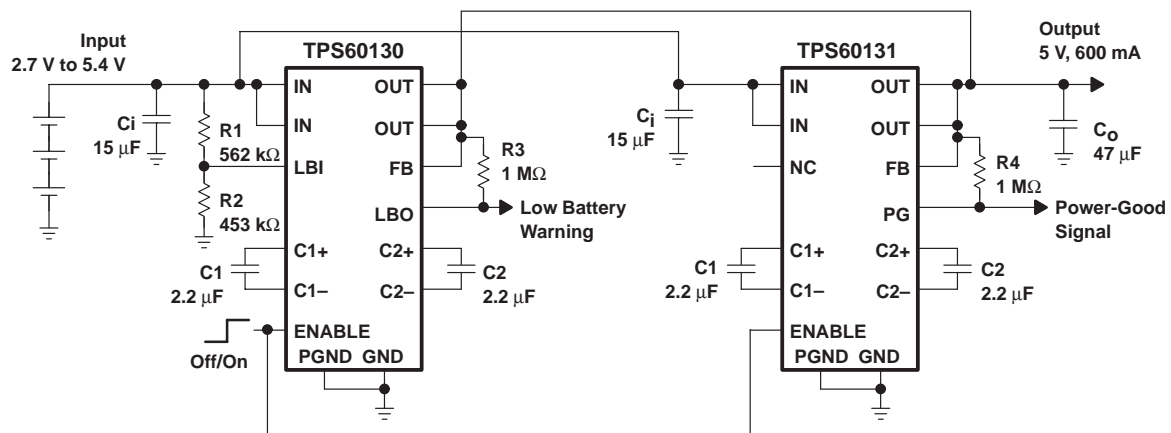 Input
2.7 V to 5.4 V
TPS60130
TPS60131
Output
5 V, 600 mA
Ci
15 μF
R1
562 kΩ
R2
453 kΩ
IN
IN
LBI
C1+
C1−
ENABLE
PGND GND
OUT
OUT
FB
LBO
C2+
C2−
R3
1 MΩ
Low Battery
Warning
C1
2.2 μF
C2
2.2 μF
Off/On
Ci
15 μF
IN
IN
NC
C1+
C1−
ENABLE
PGND GND
OUT
OUT
FB
PG
C2+
C2−
R4
1 MΩ
Co
47 μF
Power-Good
Signal
C1
2.2 μF
C2
2.2 μF